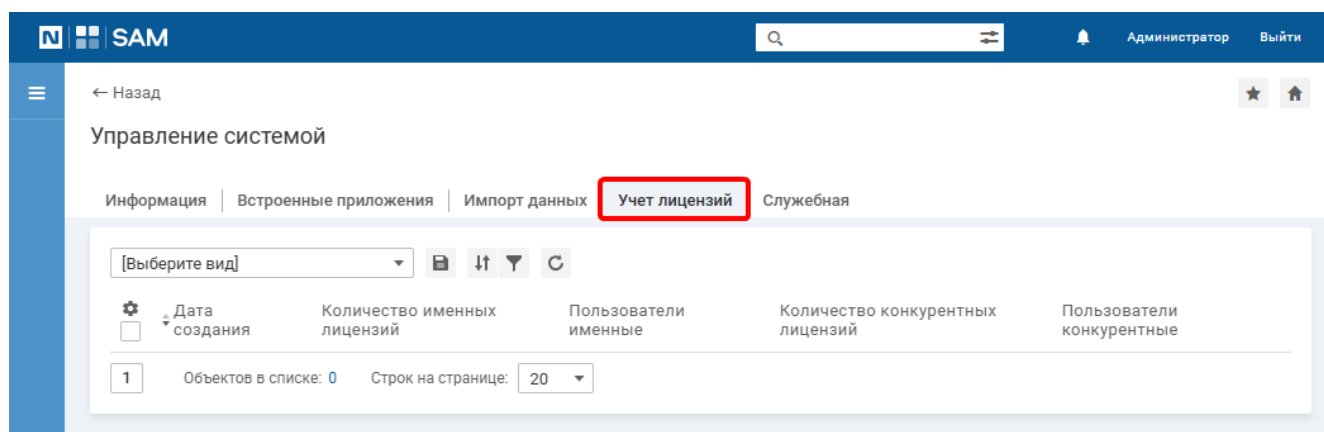 N SAM Администратор Выйти
← Назад
Управление системой
Информация Встроенные приложения Импорт данных Учет лицензий Служебная
[Выберите вид]
Дата создания Количество именных лицензий Пользователи именные Количество конкурентных лицензий Пользователи конкурентные
1 Объектов в списке: 0 Строк на странице: 20